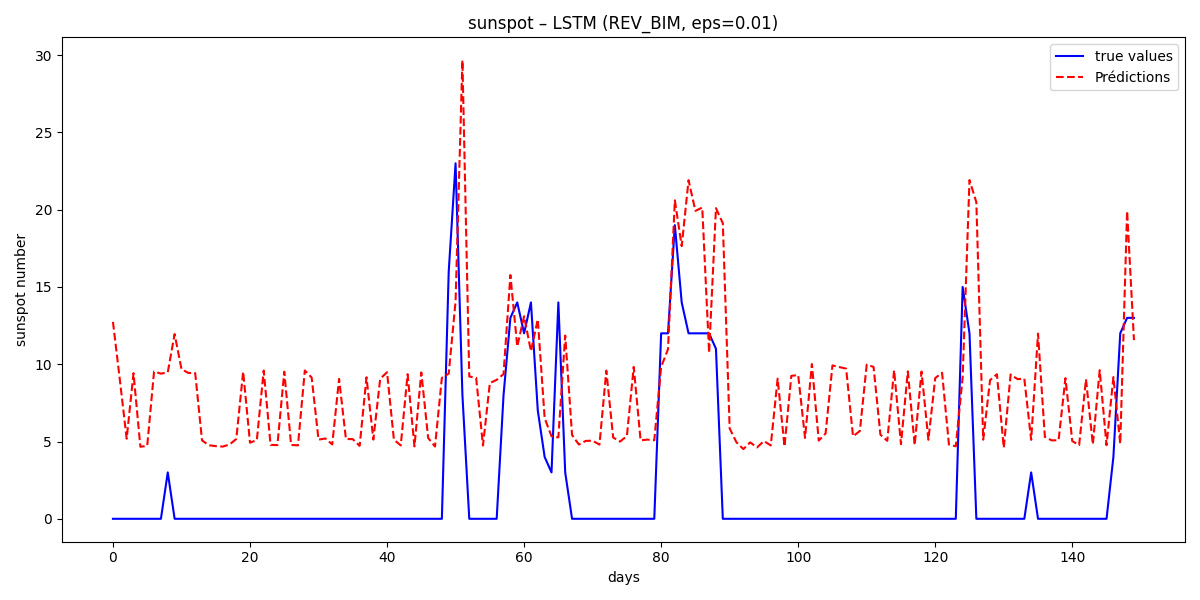 sunspot – LSTM (REV_BIM, eps=0.01)
true values
Prédictions
sunspot number
30
25
20
15
10
5
0
0 20 40 60 80 100 120 140
days